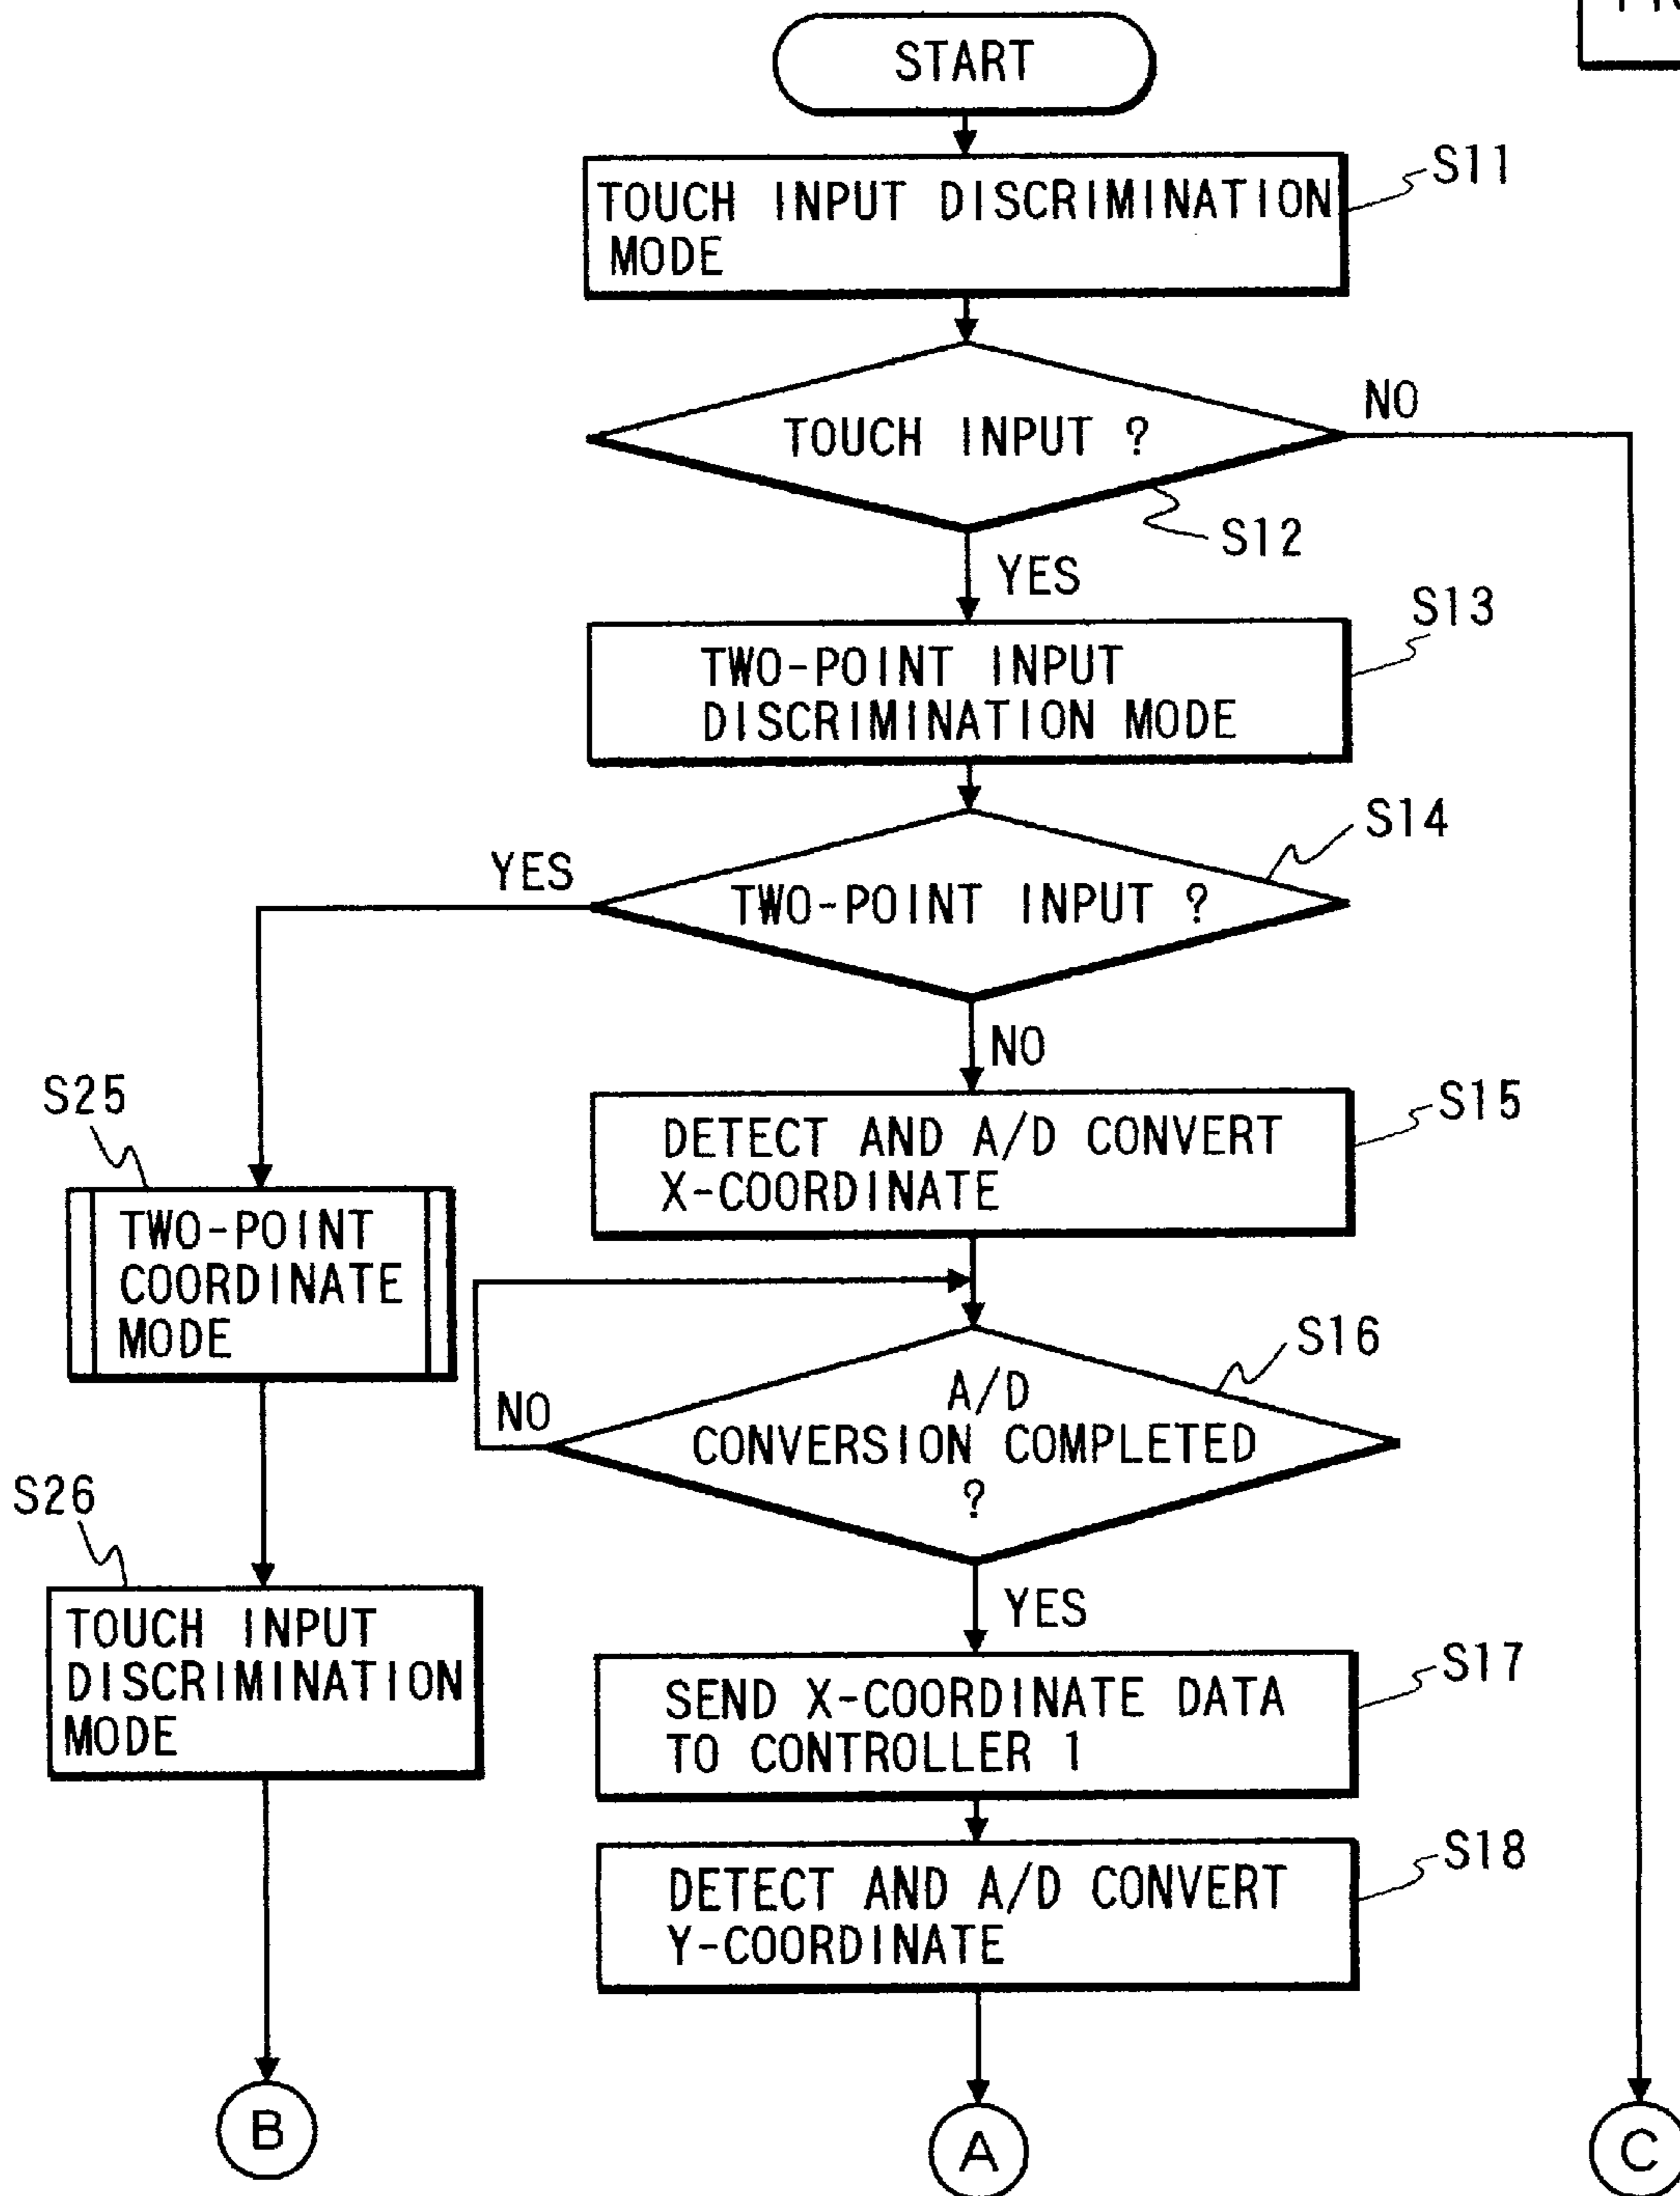 START
S11
TOUCH INPUT DISCRIMINATION
MODE
NO
TOUCH INPUT ?
S12
YES
S13
TWO-POINT INPUT
DISCRIMINATION MODE
S14
YES
TWO-POINT INPUT ?
NO
S25
S15
DETECT AND A/D CONVERT
X-COORDINATE
TWO-POINT
COORDINATE
MODE
S16
A/D
CONVERSION COMPLETED
?
NO
S26
YES
TOUCH INPUT
DISCRIMINATION
MODE
S17
SEND X-COORDINATE DATA
TO CONTROLLER 1
S18
DETECT AND A/D CONVERT
Y-COORDINATE
B
A
C